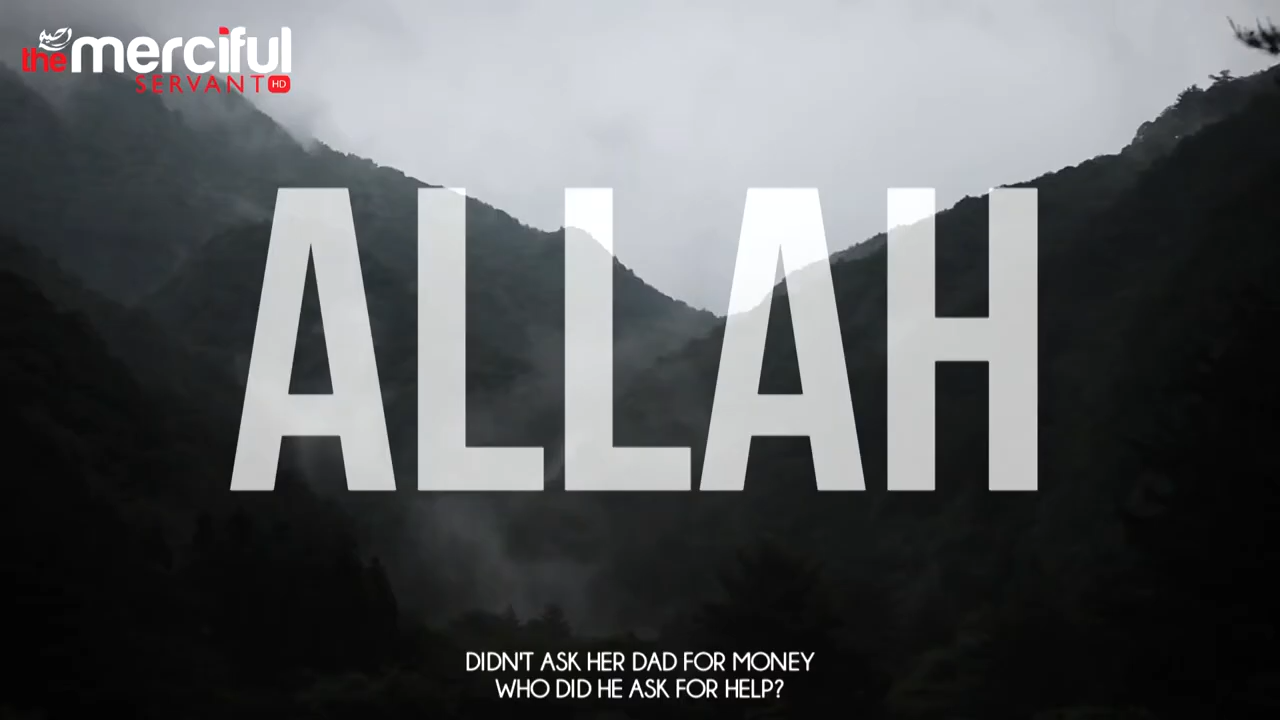 the merciful
SERVANT HD
ALLAH
DIDN'T ASK HER DAD FOR MONEY
WHO DID HE ASK FOR HELP?